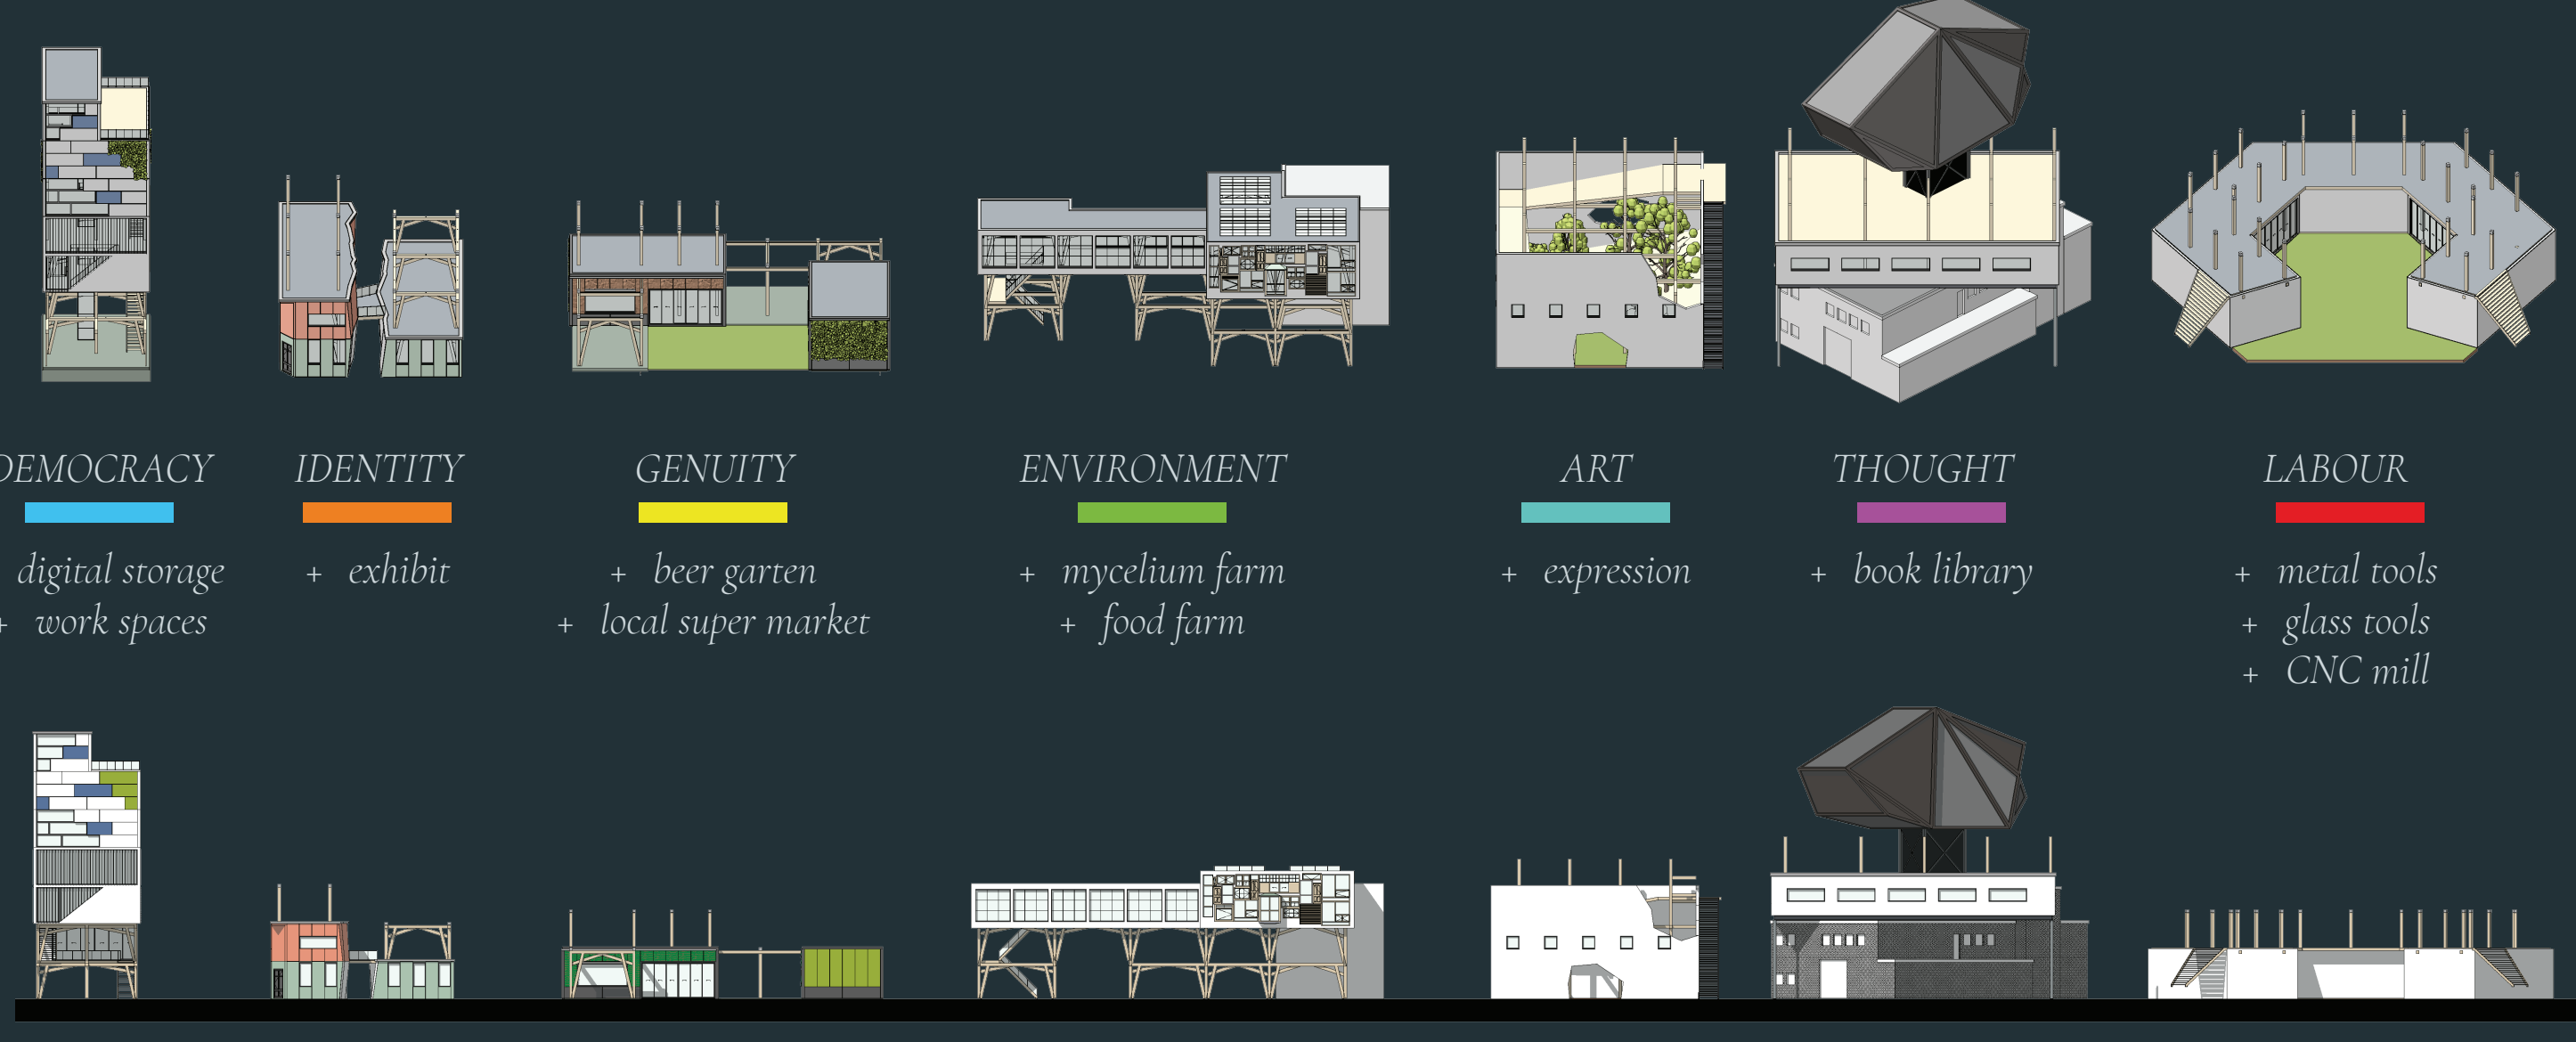 DEMOCRACY
IDENTITY
GENUITY
ENVIRONMENT
ART
THOUGHT
LABOUR
digital storage
+ work spaces
+ exhibit
+ beer garten
+ local super market
+ mycelium farm
+ food farm
+ expression
+ book library
+ metal tools
+ glass tools
+ CNC mill